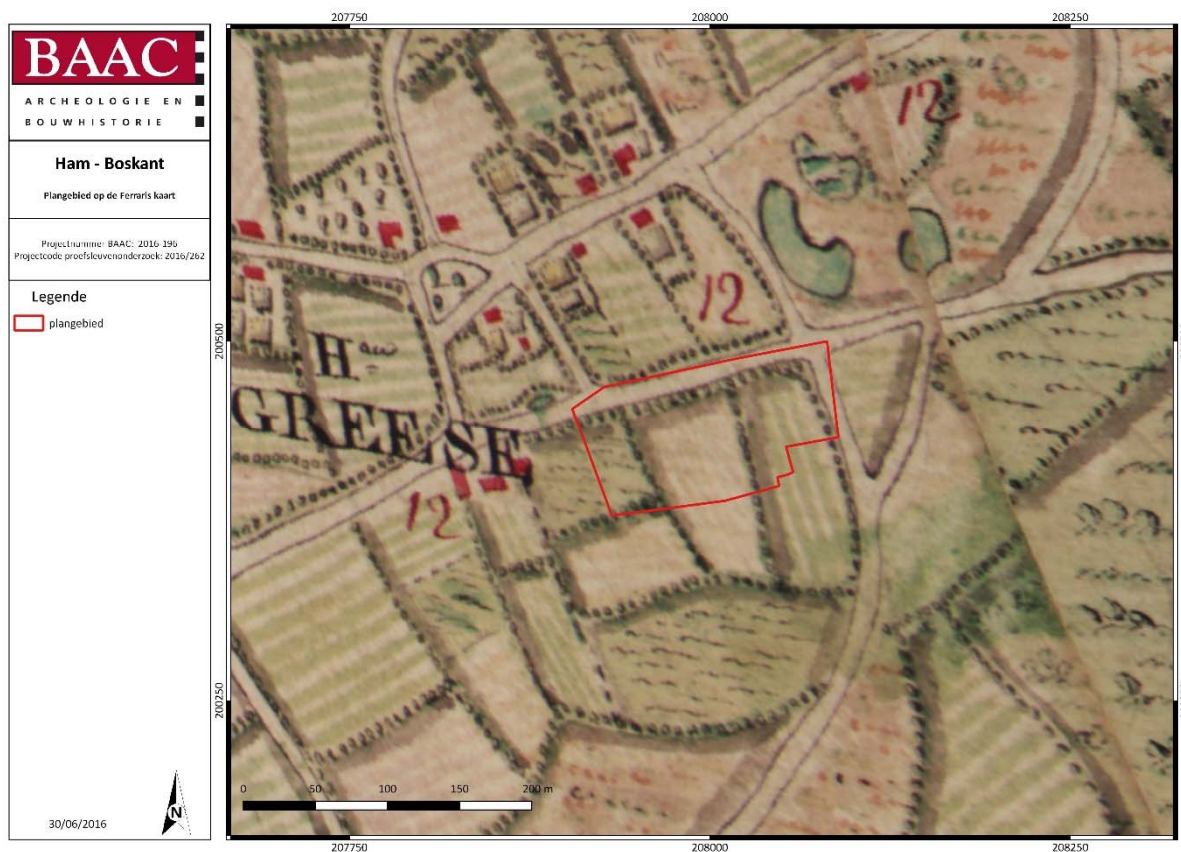 BAAC
ARCHEOLOGIE EN
BOUWHISTORIE
Ham - Boskant
Plangebied op de Ferraris kaart
Projectnummer BAAC: 2016-196
Projectcode proefsleuvenonderzoek: 2016/262
Legende
plangebied
30/06/2016
N
207750
208000
208250
200500
200250
12
12
H.au
GREESE
12
0
50
100
150
200 m
207750
208000
208250